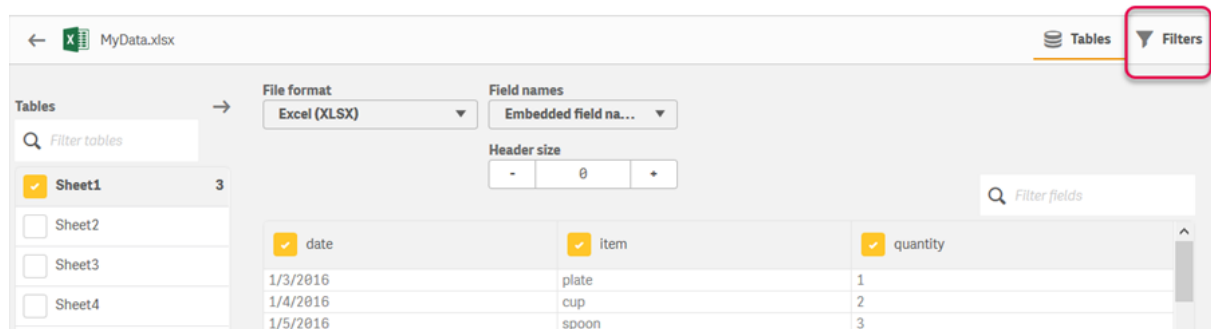 MyData.xlsx
Tables
Filters
Tables
Filter tables
Sheet1 3
Sheet2
Sheet3
Sheet4
File format
Excel (XLSX)
Field names
Embedded field na...
Header size
- 0 +
Filter fields
date item quantity
1/3/2016 plate 1
1/4/2016 cup 2
1/5/2016 spoon 3